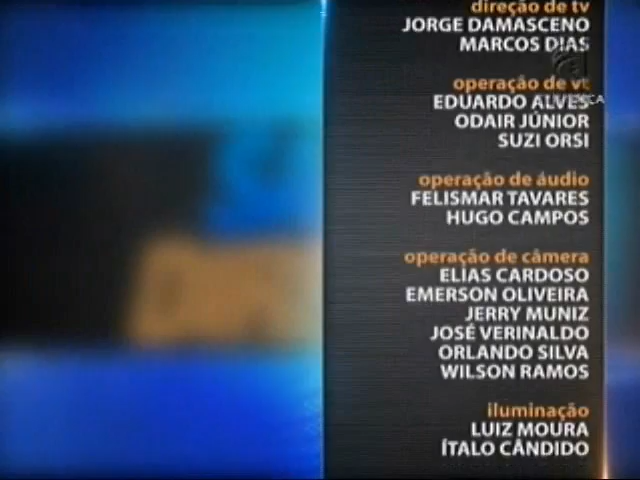 direção de tv
JORGE DAMASCENO
MARCOS DIAS
operação de vt
EDUARDO ALVES
ODAIR JÚNIOR
SUZI ORSI
operação de áudio
FELISMAR TAVARES
HUGO CAMPOS
operação de câmera
ELIAS CARDOSO
EMERSON OLIVEIRA
JERRY MUNIZ
JOSÉ VERINALDO
ORLANDO SILVA
WILSON RAMOS
iluminação
LUIZ MOURA
ÍTALO CÂNDIDO